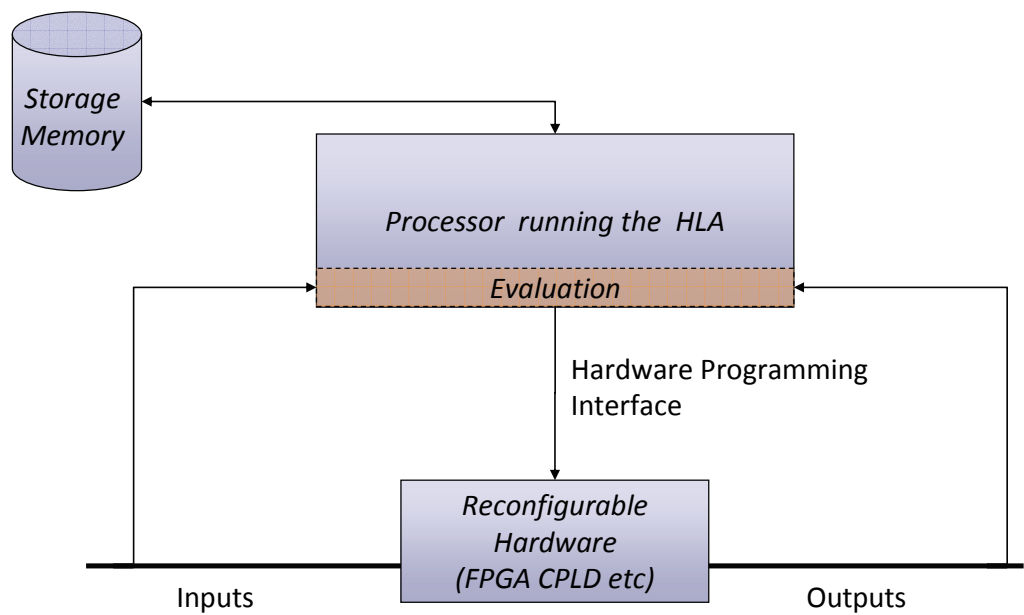 Storage
Memory
Processor running the HLA
Evaluation
Hardware Programming
Interface
Reconfigurable
Hardware
(FPGA CPLD etc)
Inputs
Outputs